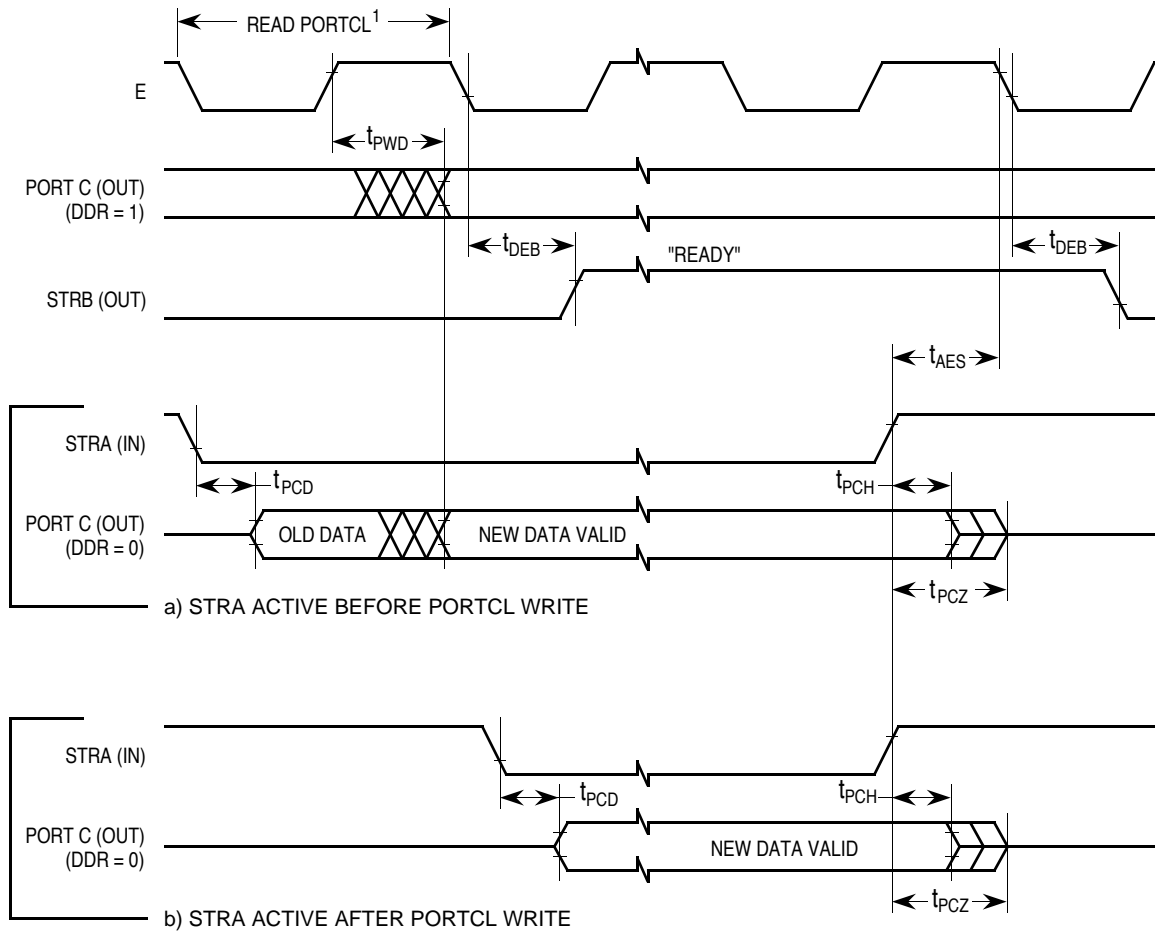 READ PORTCL1
E
tPWD
PORT C (OUT)
(DDR = 1)
tDEB
"READY"
tDEB
STRB (OUT)
tAES
STRA (IN)
tPCD
tPCH
PORT C (OUT)
(DDR = 0)
OLD DATA
NEW DATA VALID
tPCZ
a) STRA ACTIVE BEFORE PORTCL WRITE
STRA (IN)
tPCD
tPCH
PORT C (OUT)
(DDR = 0)
NEW DATA VALID
tPCZ
b) STRA ACTIVE AFTER PORTCL WRITE